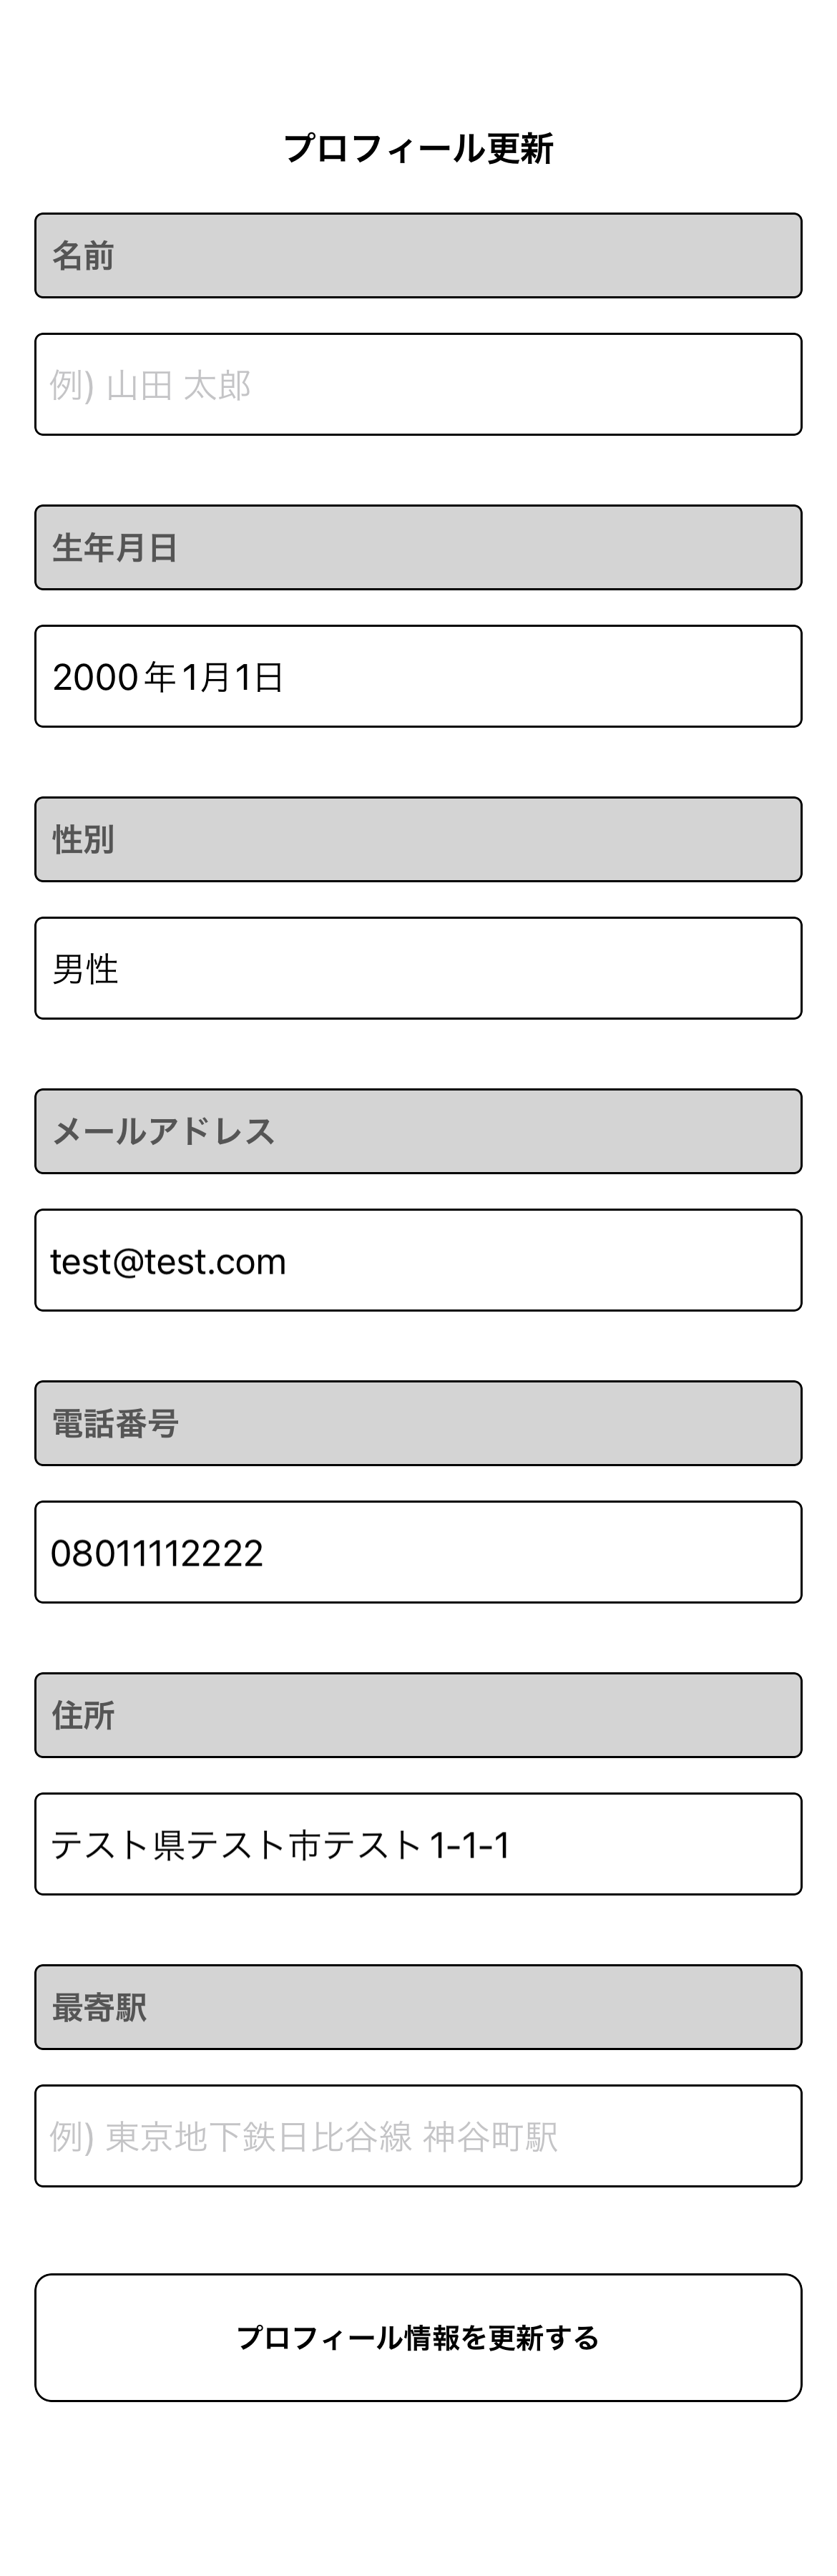 プロフィール更新
名前
例) 山田 太郎
生年月日
2000年1月1日
性別
男性
メールアドレス
test@test.com
電話番号
08011112222
住所
テスト県テスト市テスト1-1-1
最寄駅
例) 東京地下鉄日比谷線 神谷町駅
プロフィール情報を更新する